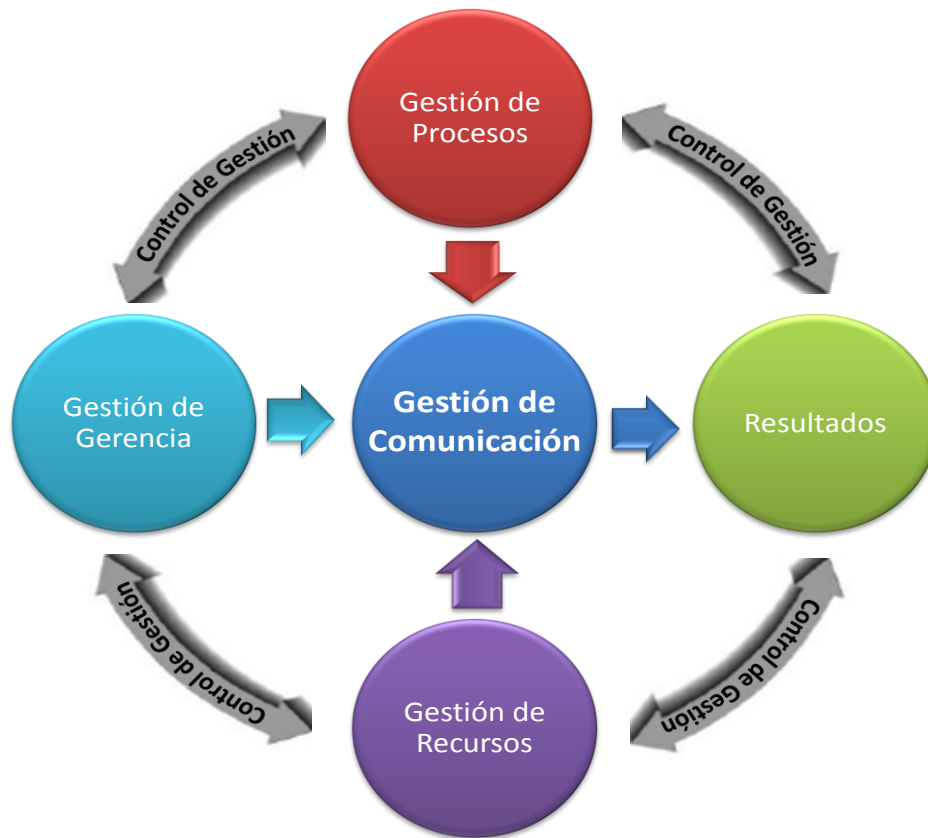 Gestión de
Procesos
Control de Gestión
Control de Gestión
Gestión de
Gerencia
Gestión de
Comunicación
Resultados
Control de Gestión
Control de Gestión
Gestión de
Recursos